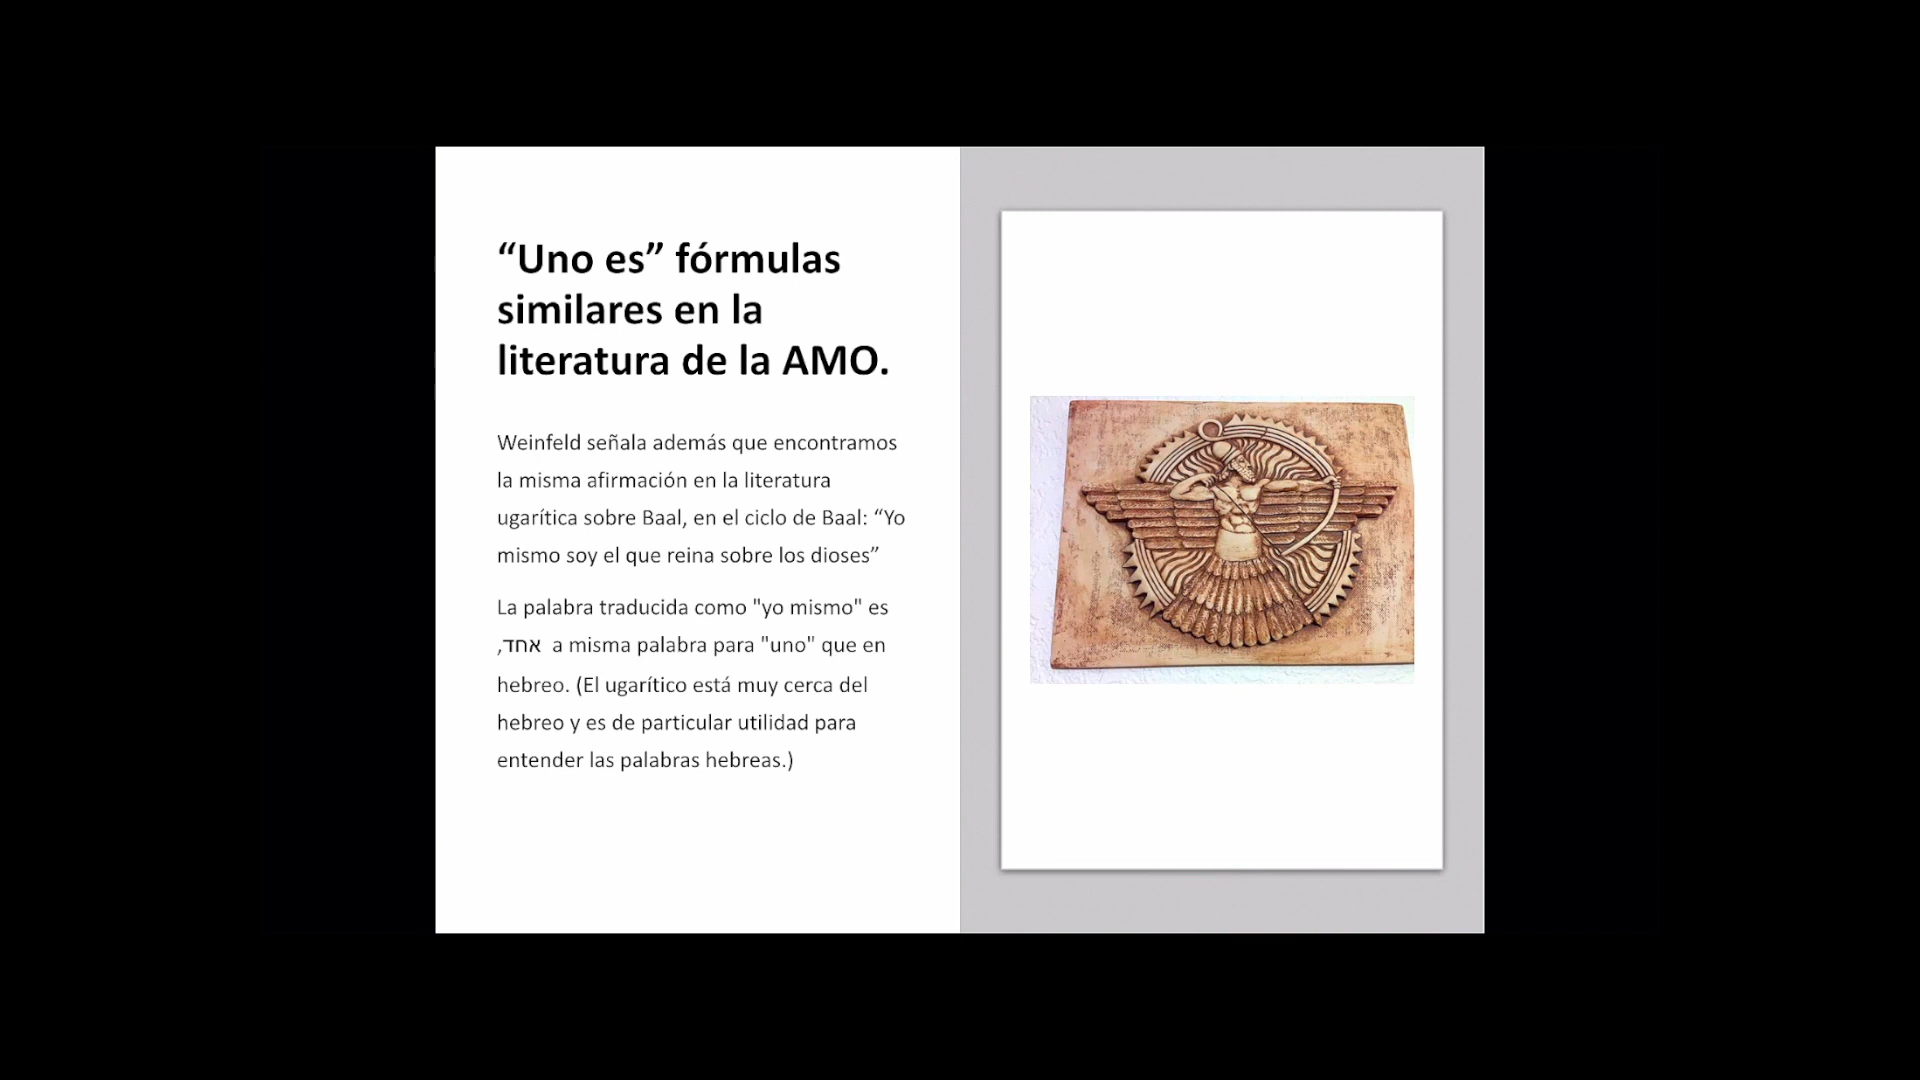 “Uno es” fórmulas
similares en la
literatura de la AMO.
Weinfeld señala además que encontramos
la misma afirmación en la literatura
ugarítica sobre Baal, en el ciclo de Baal: “Yo
mismo soy el que reina sobre los dioses”
La palabra traducida como "yo mismo" es
,אחד a misma palabra para "uno" que en
hebreo. (El ugarítico está muy cerca del
hebreo y es de particular utilidad para
entender las palabras hebreas.)